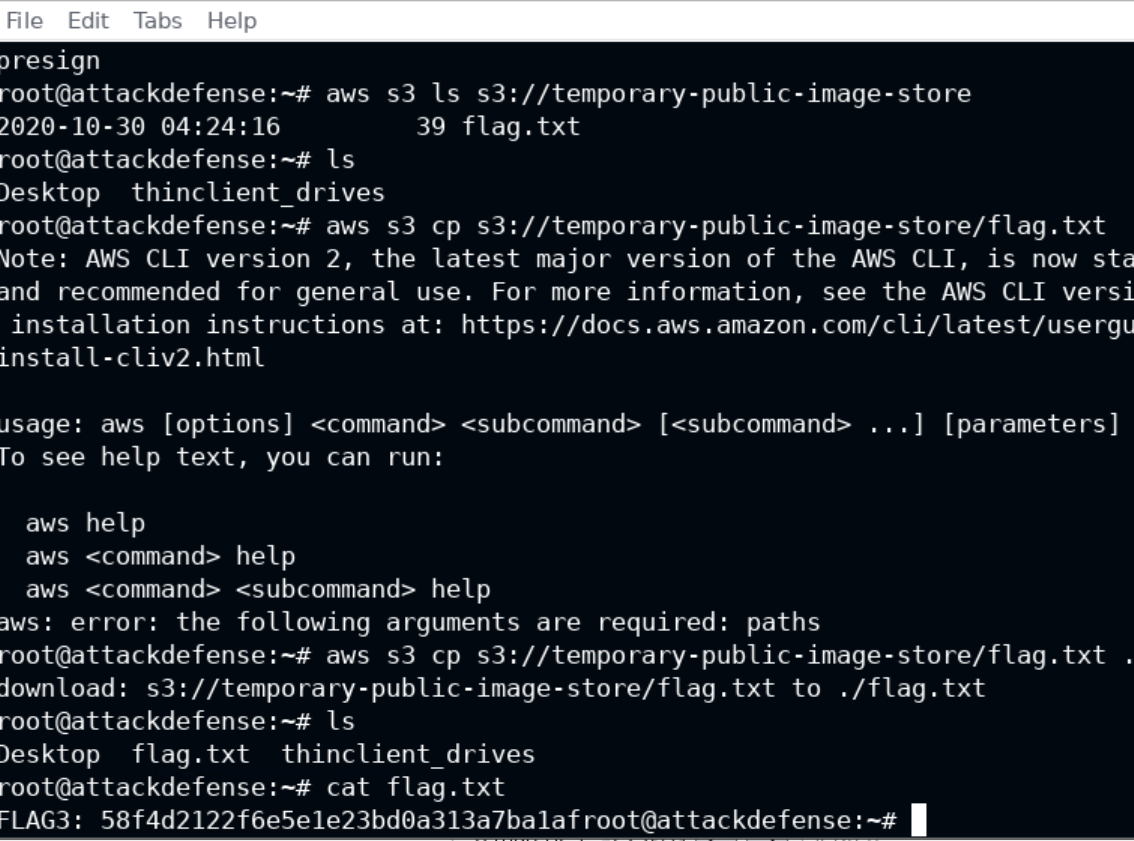 File Edit Tabs Help
presign
root@attackdefense:~# aws s3 ls s3://temporary-public-image-store
2020-10-30 04:24:16         39 flag.txt
root@attackdefense:~# ls
Desktop  thinclient_drives
root@attackdefense:~# aws s3 cp s3://temporary-public-image-store/flag.txt
Note: AWS CLI version 2, the latest major version of the AWS CLI, is now sta
and recommended for general use. For more information, see the AWS CLI versi
 installation instructions at: https://docs.aws.amazon.com/cli/latest/usergu
install-cliv2.html
usage: aws [options] <command> <subcommand> [<subcommand> ...] [parameters]
To see help text, you can run:
  aws help
  aws <command> help
  aws <command> <subcommand> help
aws: error: the following arguments are required: paths
root@attackdefense:~# aws s3 cp s3://temporary-public-image-store/flag.txt .
download: s3://temporary-public-image-store/flag.txt to ./flag.txt
root@attackdefense:~# ls
Desktop  flag.txt  thinclient_drives
root@attackdefense:~# cat flag.txt
FLAG3: 58f4d2122f6e5e1e23bd0a313a7ba1afroot@attackdefense:~#